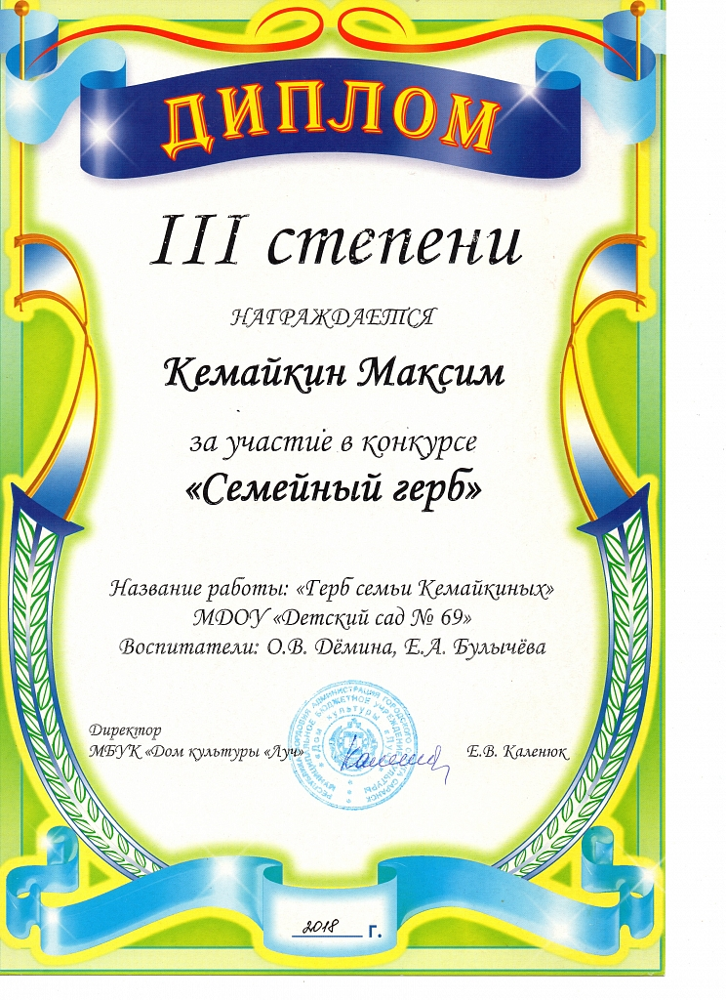 ДИПЛОМ
III степени
НАГРАЖДАЕТСЯ
Кемайкин Максим
за участие в конкурсе
«Семейный герб»
Название работы: «Герб семьи Кемайкиных»
МДОУ «Детский сад № 69»
Воспитатели: О.В. Дёмина, Е.А. Булычёва
Директор
МБУК «Дом культуры «Луч» Е.В. Каленюк
2018 г.